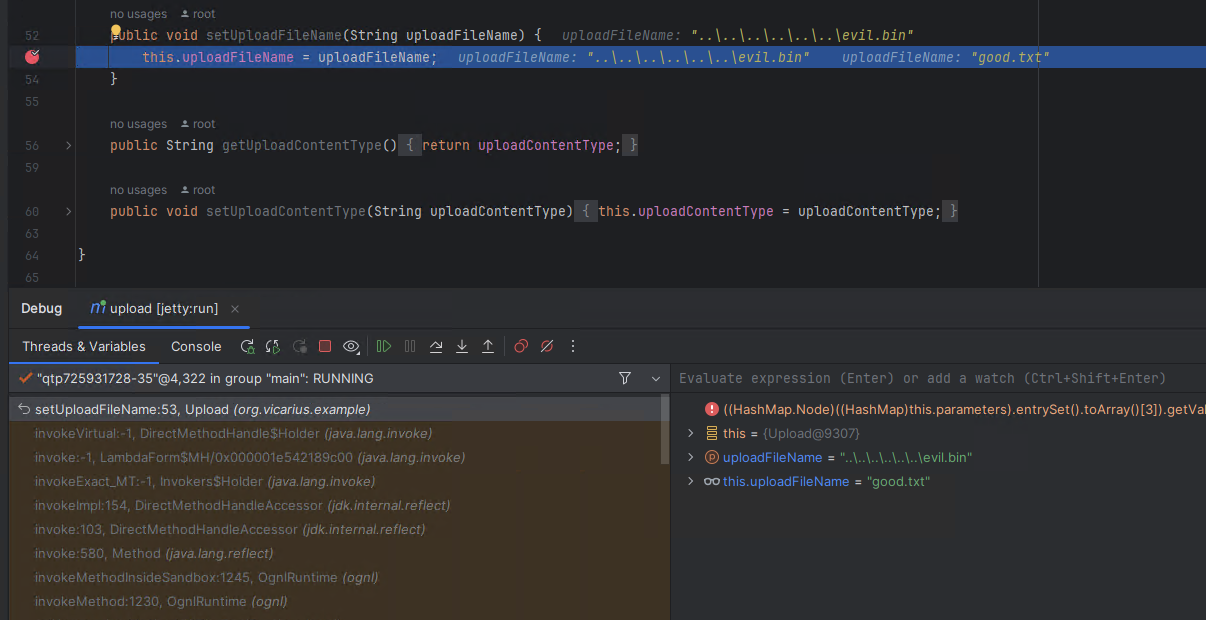 no usages root
52 public void setUploadFileName(String uploadFileName) { uploadFileName: "..\..\..\..\..\..\evil.bin"
this.uploadFileName = uploadFileName; uploadFileName: "..\..\..\..\..\..\evil.bin" uploadFileName: "good.txt"
54 }
55
no usages root
56 public String getUploadContentType() { return uploadContentType; }
59
no usages root
60 public void setUploadContentType(String uploadContentType) { this.uploadContentType = uploadContentType; }
63
64 }
65
Debug upload [jetty:run]
Threads & Variables Console
"qtp725931728-35"@4,322 in group "main": RUNNING
Evaluate expression (Enter) or add a watch (Ctrl+Shift+Enter)
setUploadFileName:53, Upload (org.vicarius.example)
((HashMap.Node)((HashMap)this.parameters).entrySet().toArray()[3]).getVal
invokeVirtual:-1, DirectMethodHandle$Holder (java.lang.invoke)
this = {Upload@9307}
invoke:-1, LambdaForm$MH/0x000001e542189c00 (java.lang.invoke)
uploadFileName = "..\..\..\..\..\..\evil.bin"
invokeExact_MT:-1, Invokers$Holder (java.lang.invoke)
this.uploadFileName = "good.txt"
invokeImpl:154, DirectMethodHandleAccessor (jdk.internal.reflect)
invoke:103, DirectMethodHandleAccessor (jdk.internal.reflect)
invoke:580, Method (java.lang.reflect)
invokeMethodInsideSandbox:1245, OgnlRuntime (ognl)
invokeMethod:1230, OgnlRuntime (ognl)